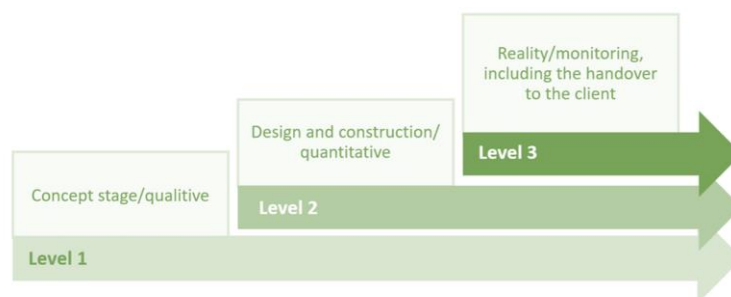 Reality/monitoring,
including the handover
to the client
Level 3
Design and construction/
quantitative
Level 2
Concept stage/qualitive
Level 1